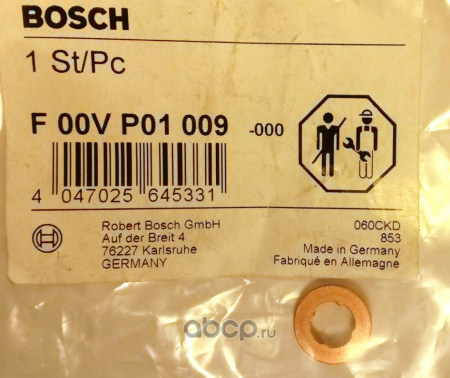 BOSCH
1 St/Pc
F 00V P01 009 -000
4 047025 645331
Robert Bosch GmbH
Auf der Breit 4
76227 Karlsruhe
GERMANY
060CKD
853
Made in Germany
Fabriqué en Allemagne
abcp.ru